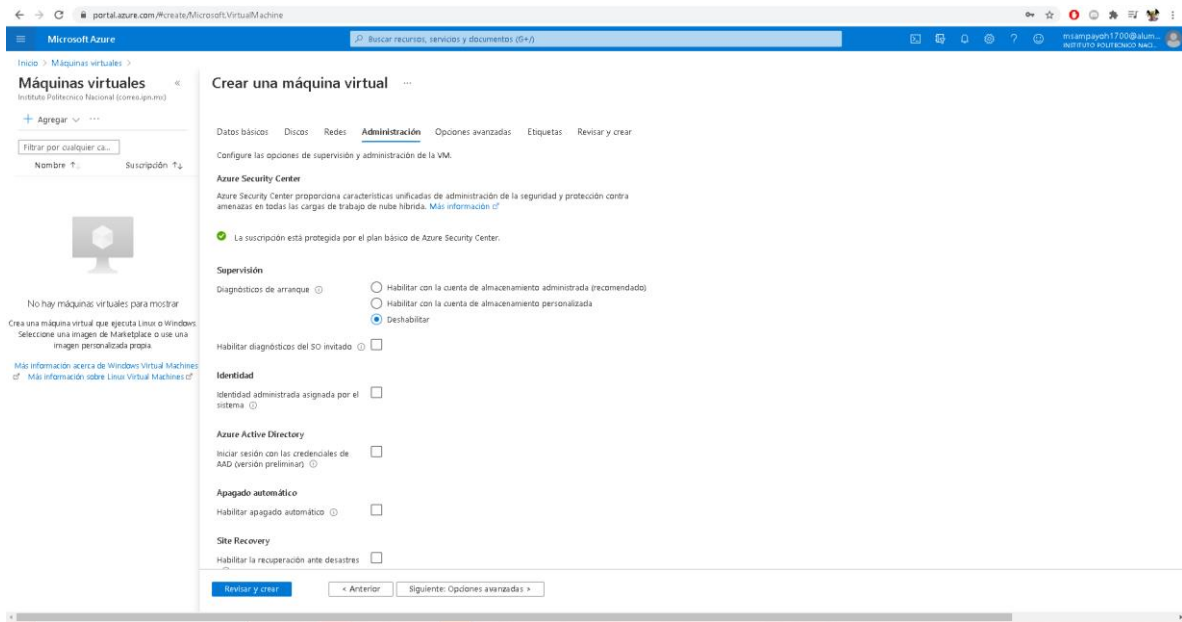 portal.azure.com/#create/Microsoft.VirtualMachine
Microsoft Azure
Buscar recursos, servicios y documentos (G+/)
msampayoh1700@alum...
INSTITUTO POLITECNICO NACI...
Inicio > Máquinas virtuales >
Máquinas virtuales
Instituto Politecnico Nacional (correo.ipn.mx)
+ Agregar
Filtrar por cualquier ca...
Nombre
Suscripción
No hay máquinas virtuales para mostrar
Crea una máquina virtual que ejecuta Linux o Windows.
Seleccione una imagen de Marketplace o use una
imagen personalizada propia.
Más información acerca de Windows Virtual Machines
Más información sobre Linux Virtual Machines
Crear una máquina virtual ...
Datos básicos Discos Redes Administración Opciones avanzadas Etiquetas Revisar y crear
Configure las opciones de supervisión y administración de la VM.
Azure Security Center
Azure Security Center proporciona características unificadas de administración de la seguridad y protección contra
amenazas en todas las cargas de trabajo de nube híbrida. Más información
La suscripción está protegida por el plan básico de Azure Security Center.
Supervisión
Diagnósticos de arranque
Habilitar con la cuenta de almacenamiento administrada (recomendado)
Habilitar con la cuenta de almacenamiento personalizada
Deshabilitar
Habilitar diagnósticos del SO invitado
Identidad
Identidad administrada asignada por el
sistema
Azure Active Directory
Iniciar sesión con las credenciales de
AAD (versión preliminar)
Apagado automático
Habilitar apagado automático
Site Recovery
Habilitar la recuperación ante desastres
Revisar y crear
< Anterior
Siguiente: Opciones avanzadas >